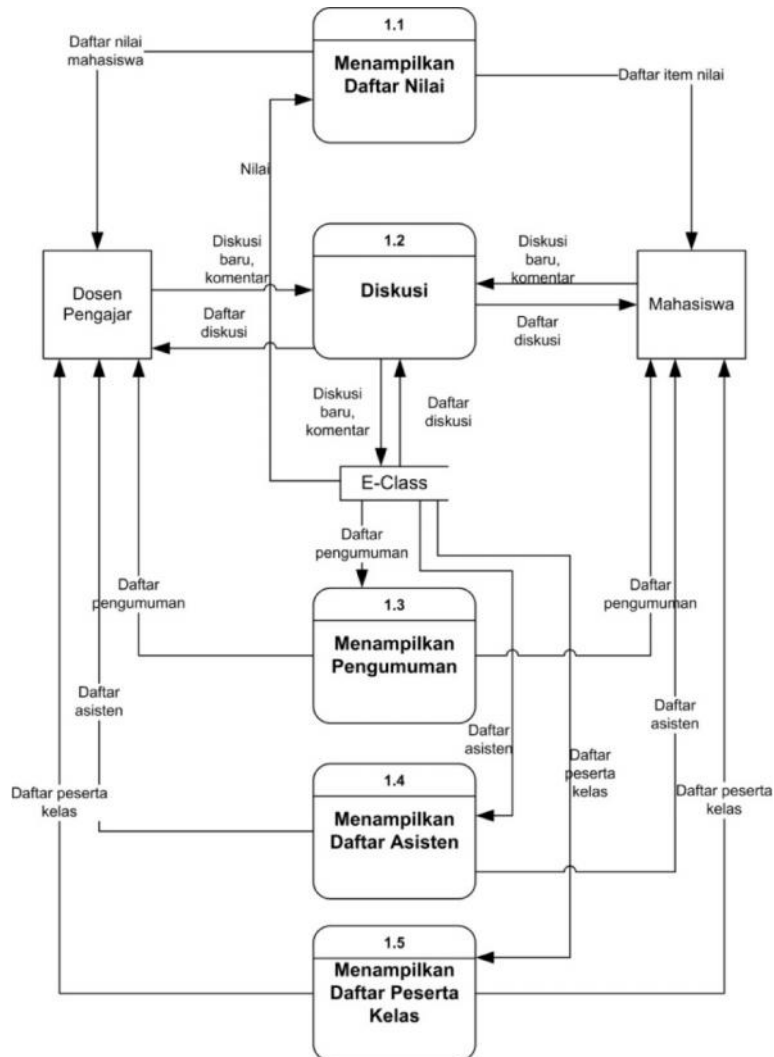 1.1
Menampilkan
Daftar Nilai
Daftar nilai
mahasiswa
Daftar item nilai
Nilai
1.2
Diskusi
Diskusi
baru,
komentar
Diskusi
baru,
komentar
Dosen
Pengajar
Mahasiswa
Daftar
diskusi
Daftar
diskusi
Diskusi
baru,
komentar
Daftar
diskusi
E-Class
Daftar
pengumuman
Daftar
pengumuman
1.3
Menampilkan
Pengumuman
Daftar
pengumuman
Daftar
asisten
Daftar
asisten
Daftar
asisten
Daftar
peserta
kelas
1.4
Menampilkan
Daftar Asisten
Daftar peserta
kelas
Daftar peserta
kelas
1.5
Menampilkan
Daftar Peserta
Kelas